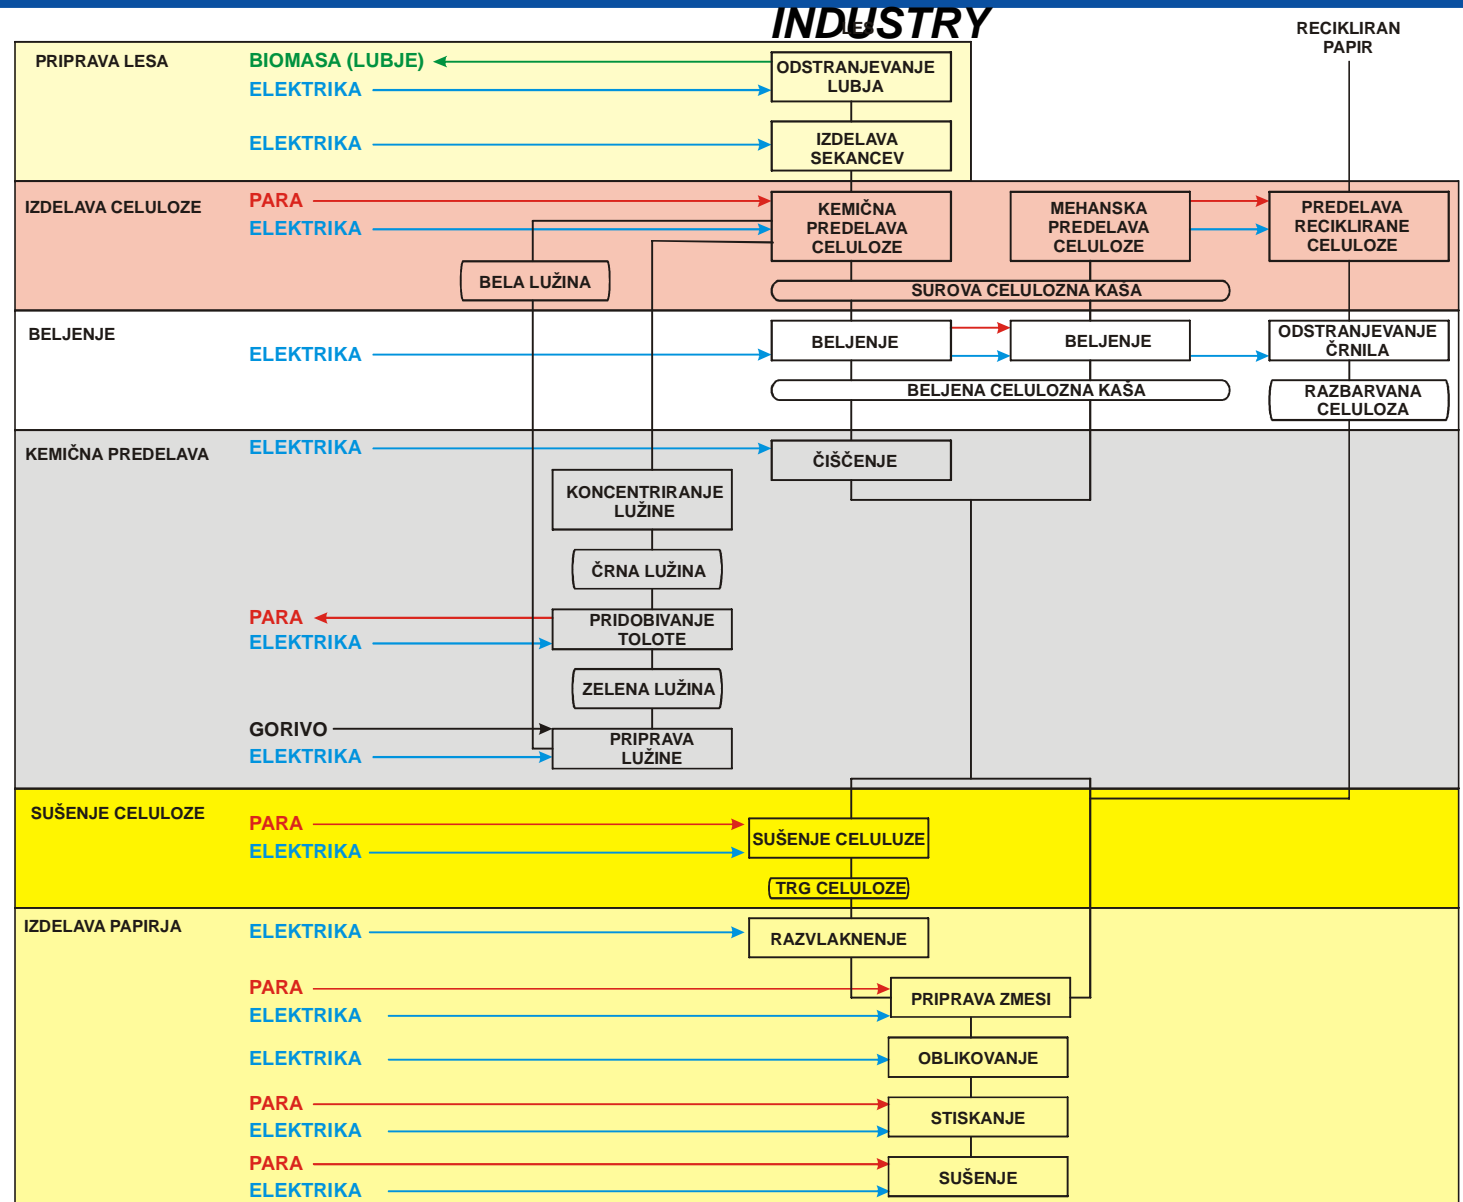 INDUSTRY
LES
RECIKLIRAN
PAPIR
PRIPRAVA LESA
BIOMASA (LUBJE)
ELEKTRIKA
ODSTRANJEVANJE
LUBJA
ELEKTRIKA
IZDELAVA
SEKANCEV
IZDELAVA CELULOZE
PARA
ELEKTRIKA
KEMIČNA
PREDELAVA
CELULOZE
MEHANSKA
PREDELAVA
CELULOZE
PREDELAVA
RECIKLIRANE
CELULOZE
BELA LUŽINA
SUROVA CELULOZNA KAŠA
BELJENJE
ELEKTRIKA
BELJENJE
BELJENJE
ODSTRANJEVANJE
ČRNILA
BELJENA CELULOZNA KAŠA
RAZBARVANA
CELULOZA
KEMIČNA PREDELAVA
ELEKTRIKA
ČIŠČENJE
KONCENTRIRANJE
LUŽINE
ČRNA LUŽINA
PARA
ELEKTRIKA
PRIDOBIVANJE
TOLOTE
ZELENA LUŽINA
GORIVO
ELEKTRIKA
PRIPRAVA
LUŽINE
SUŠENJE CELULOZE
PARA
ELEKTRIKA
SUŠENJE CELULUZE
TRG CELULOZE
IZDELAVA PAPIRJA
ELEKTRIKA
RAZVLAKNENJE
PARA
ELEKTRIKA
PRIPRAVA ZMESI
ELEKTRIKA
OBLIKOVANJE
PARA
ELEKTRIKA
STISKANJE
PARA
ELEKTRIKA
SUŠENJE